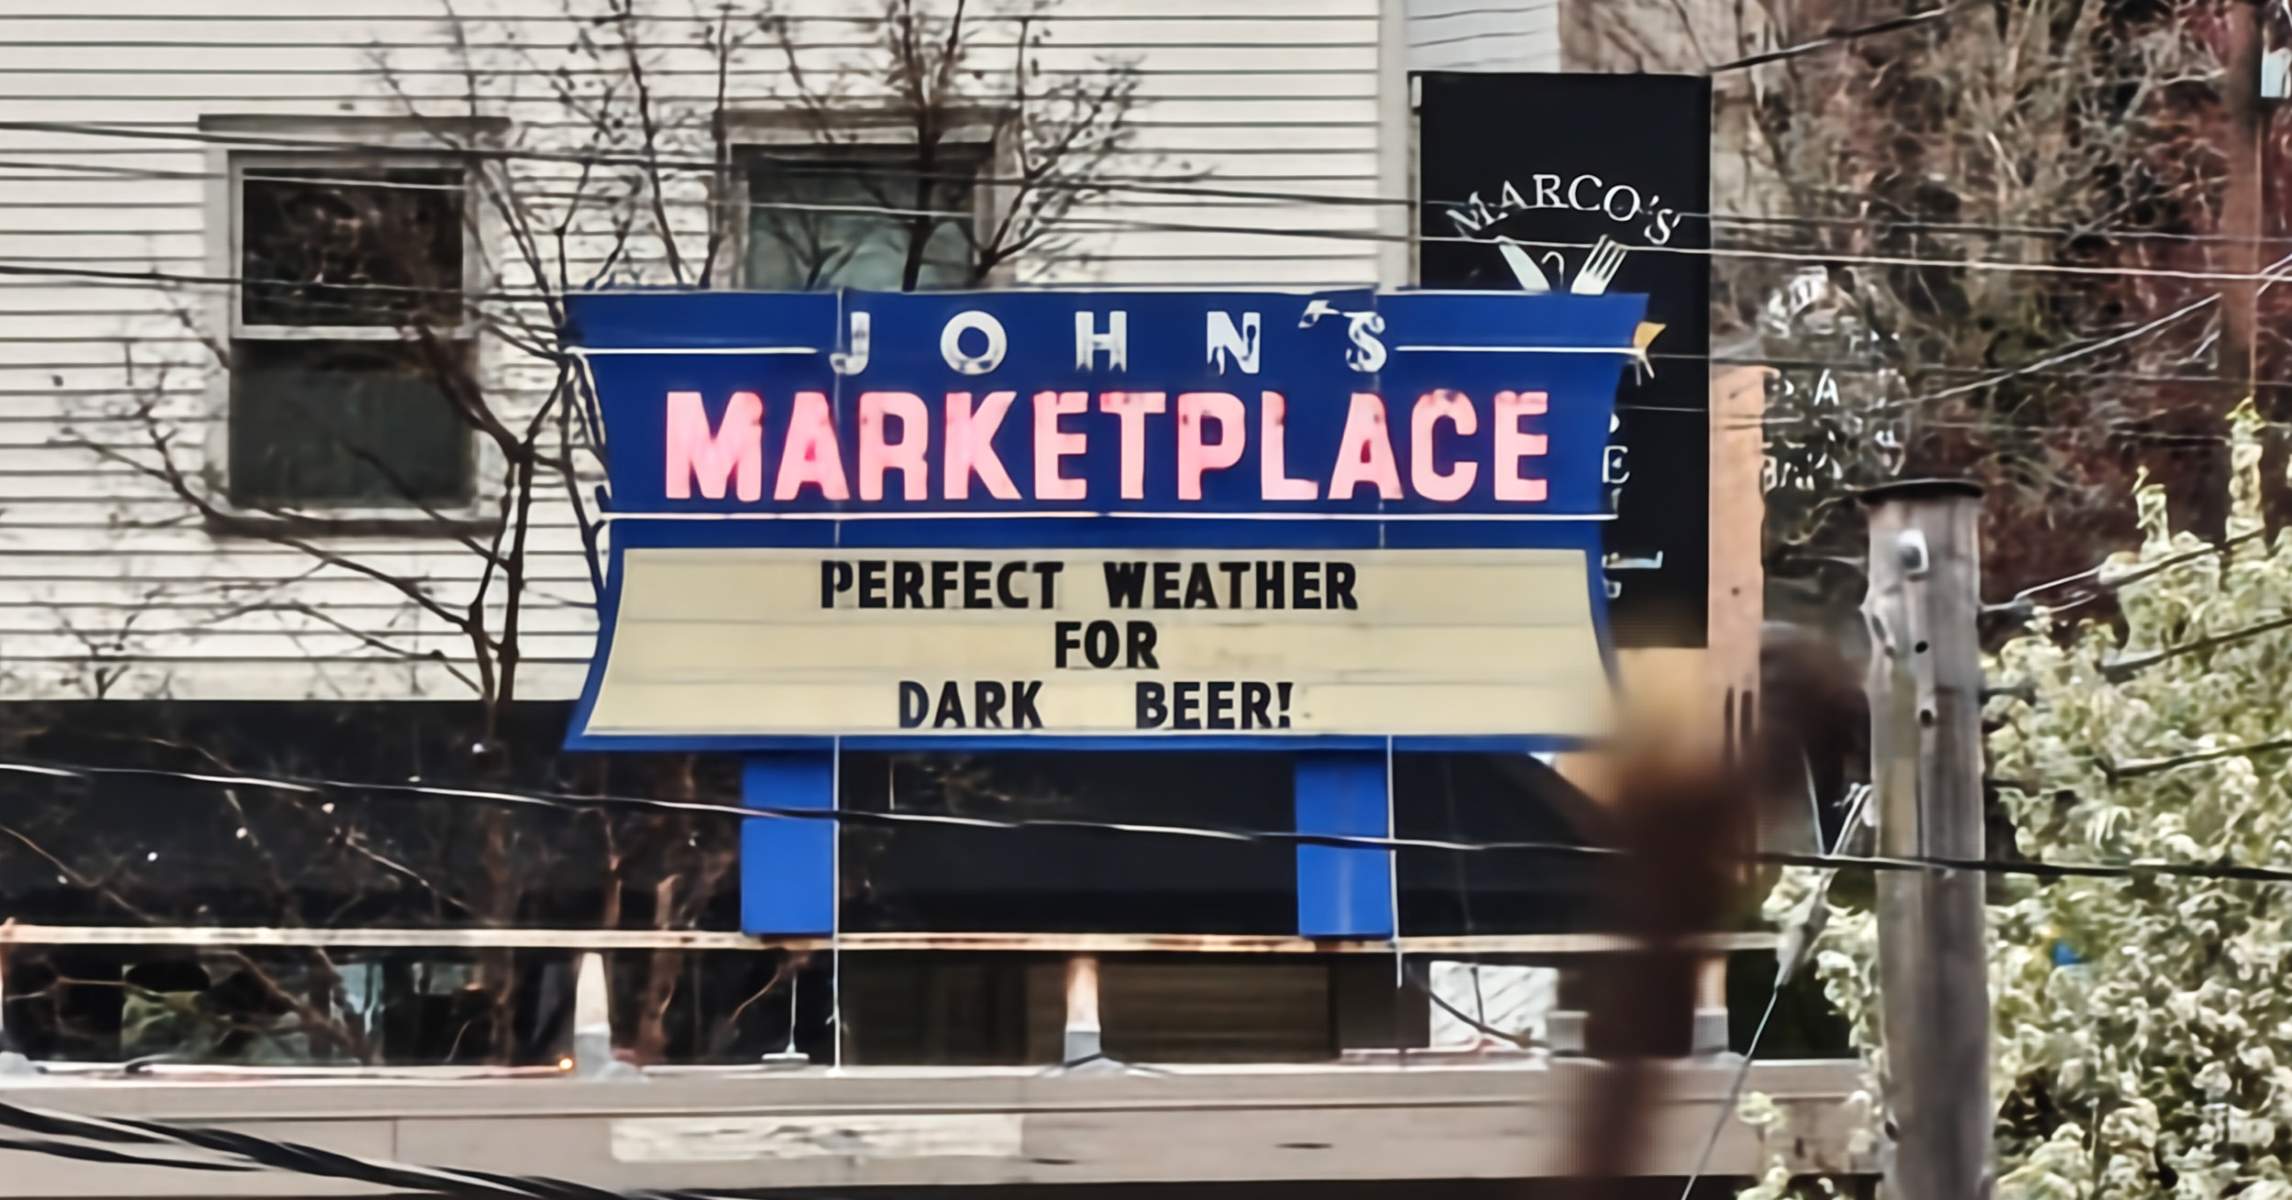 MARCO'S
JOHN'S
MARKETPLACE
PERFECT WEATHER
FOR
DARK BEER!